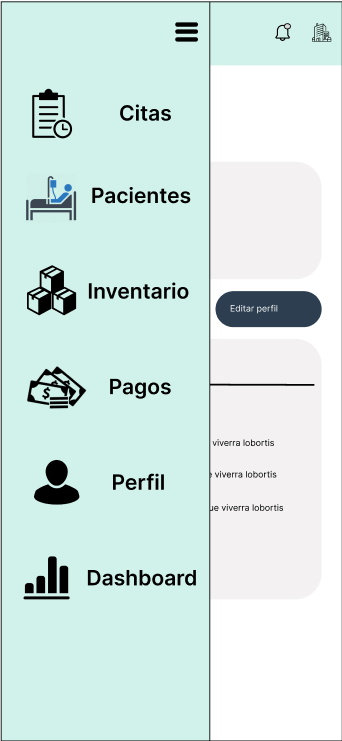 Citas
Pacientes
Inventario
Editar perfil
Pagos
viverra lobortis
viverra lobortis
Perfil
ue viverra lobortis
Dashboard